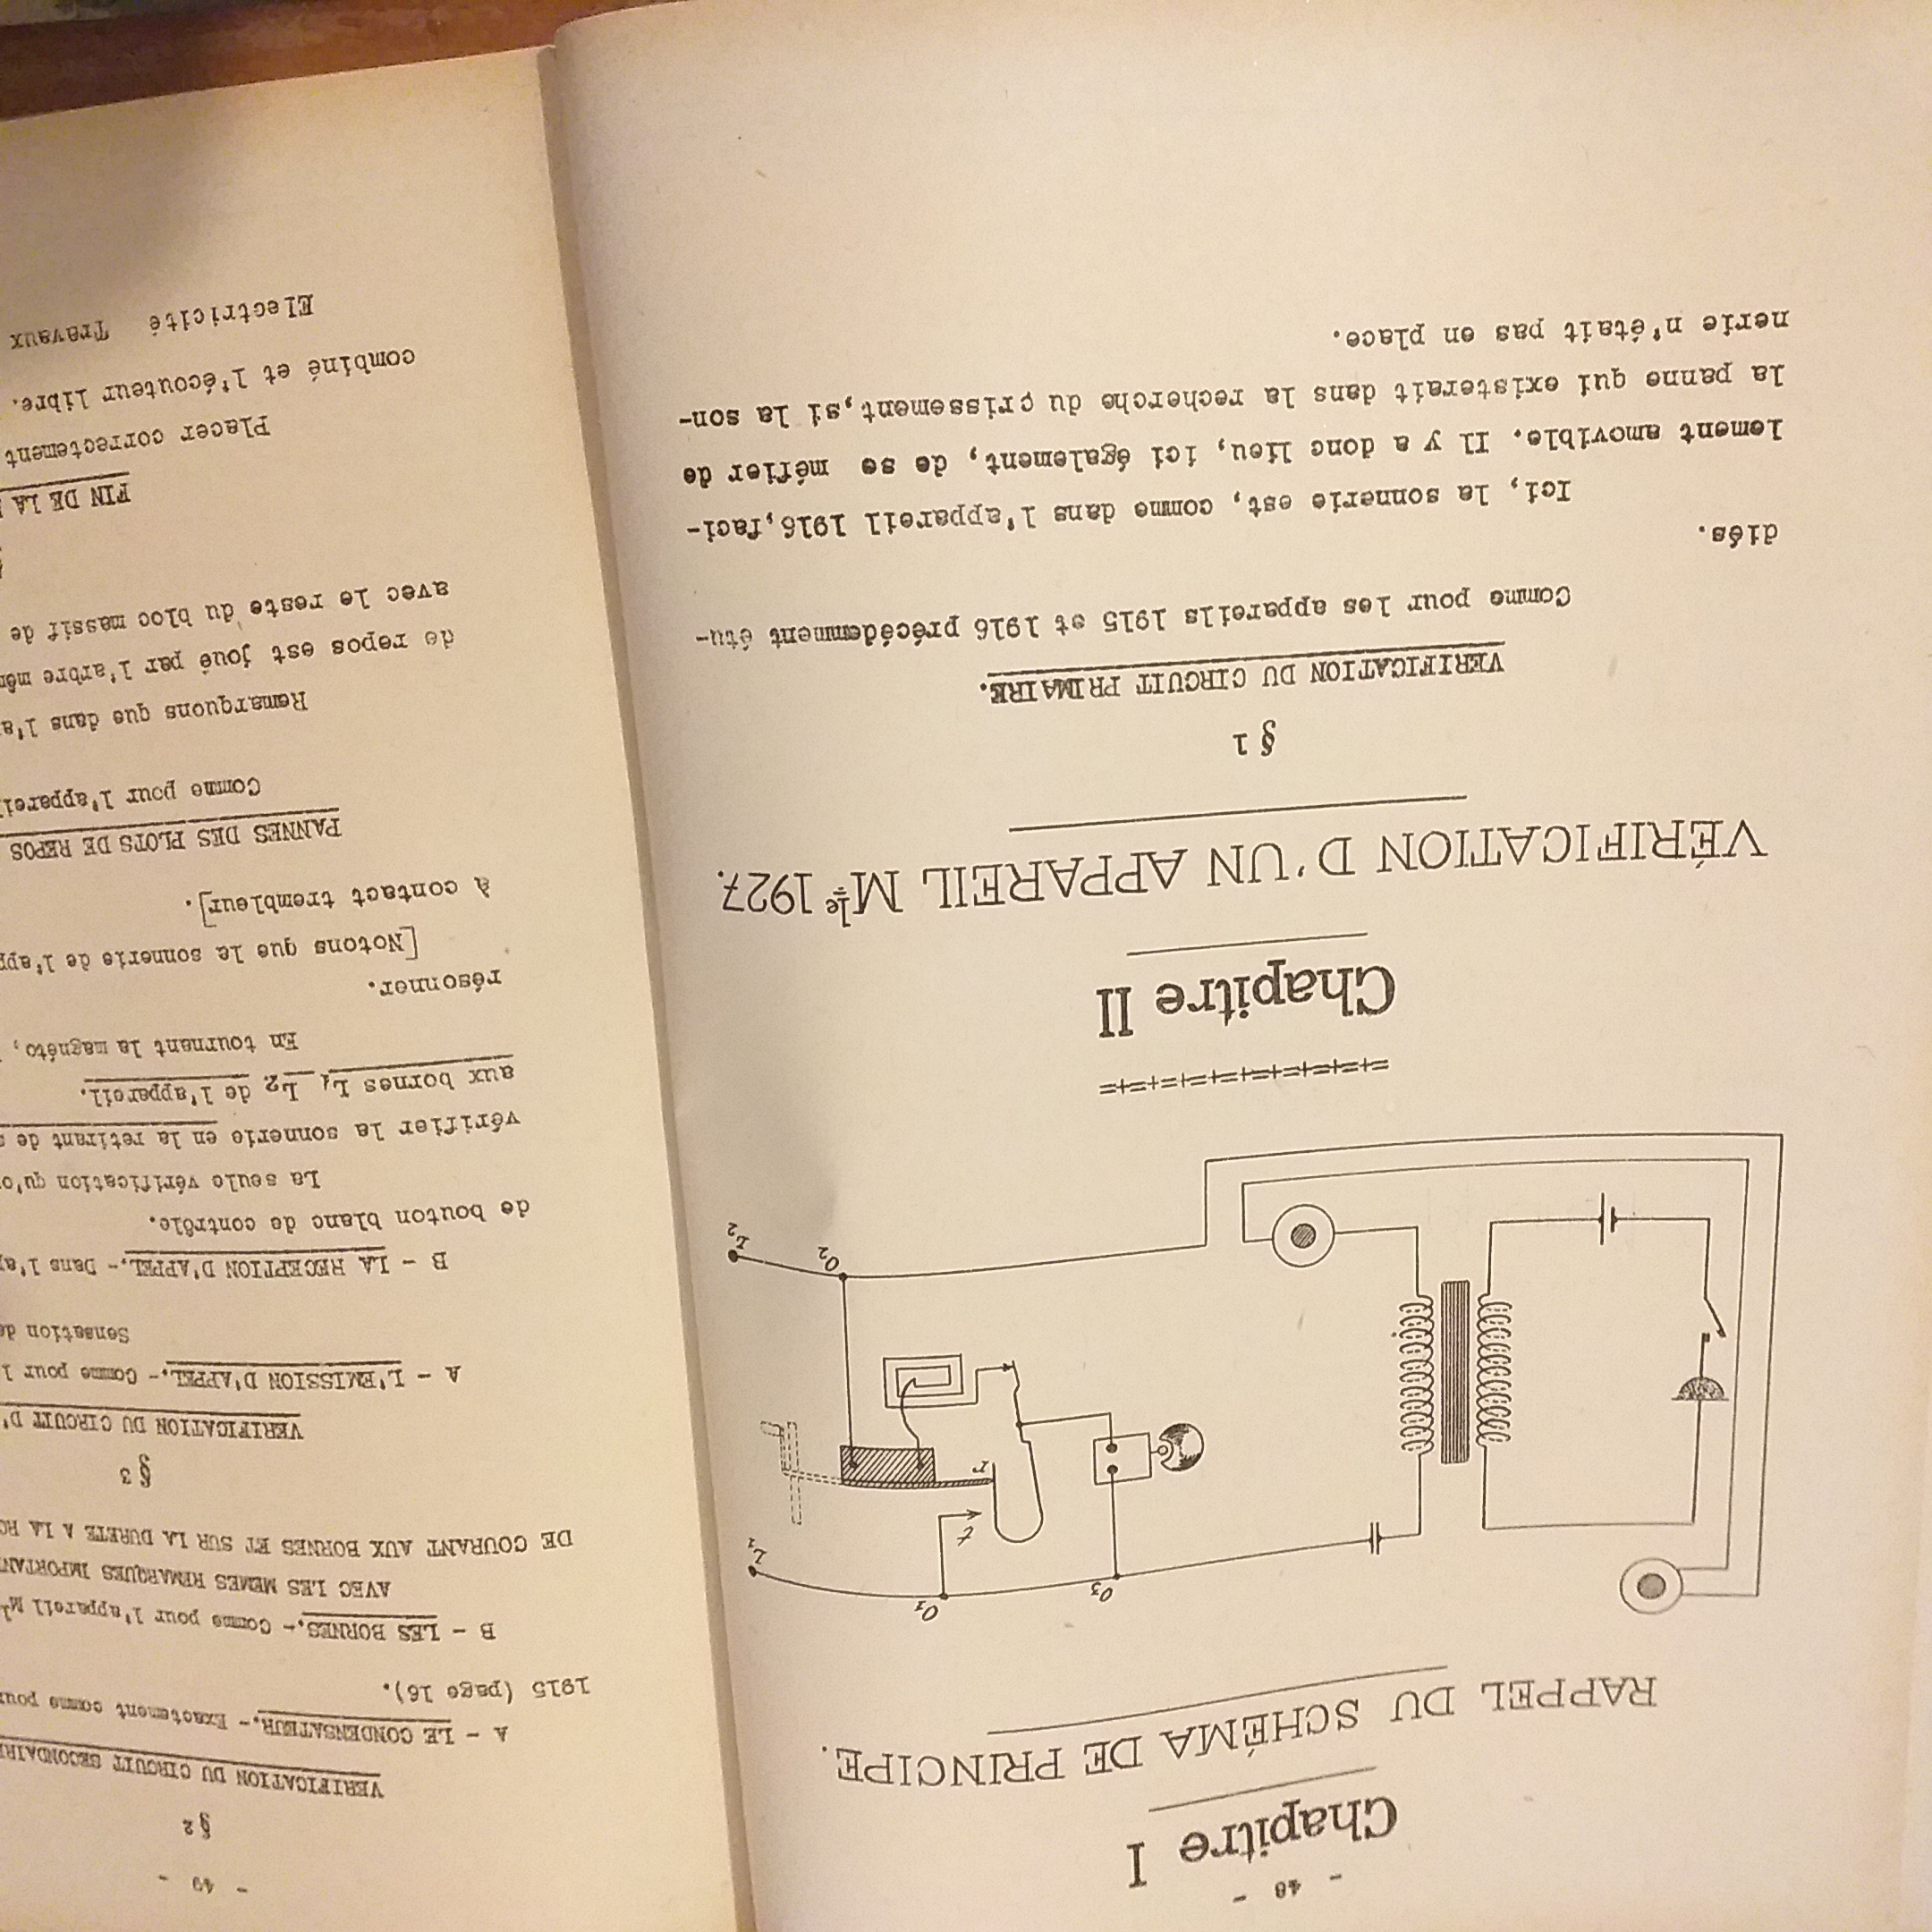 - 48 -
Chapitre I
RAPPEL DU SCHÉMA DE PRINCIPE.
O3
O1
L1
t
r
O2
L2
=+=+=+=+=+=+=+=+=+=
Chapitre II
VÉRIFICATION D'UN APPAREIL Mle 1927.
§ 1
VERIFICATION DU CIRCUIT PRIMAIRE.
Comme pour les appareils 1915 et 1916 précédemment étu-
diés.
Ici, la sonnerie est, comme dans l'appareil 1916, faci-
lement amovible. Il y a donc lieu, ici également, de se méfier de
la panne qui existerait dans la recherche du crissement, si la son-
nerie n'était pas en place.
- 49 -
§ 2
VERIFICATION DU CIRCUIT SECONDAIRE
A - LE CONDENSATEUR.- Exactement comme pour
1915 (page 16).
B - LES BORNES.- Comme pour l'appareil
AVEC LES MEMES REMARQUES
DE COURANT AUX BORNES ET SUR LA DURETE A LA
§ 3
VERIFICATION DU CIRCUIT D'
A - L'EMISSION D'APPEL.- Comme pour
Sensation
B - LA RECEPTION D'APPEL.- Dans
de bouton blanc de contrôle.
La seule vérification
vérifier la sonnerie en la retirant de
aux bornes L1 L2 de l'appareil.
En tournant la magnéto,
résonner.
[Notons que la sonnerie de
à contact trembleur].
PANNES DES PLOTS DE REPOS
Comme pour
Remarquons que dans
de repos est joué par l'arbre
avec le reste du bloc massif de
FIN DE LA
Placer correctement
combiné et l'écouteur libre.
Electricité Travaux